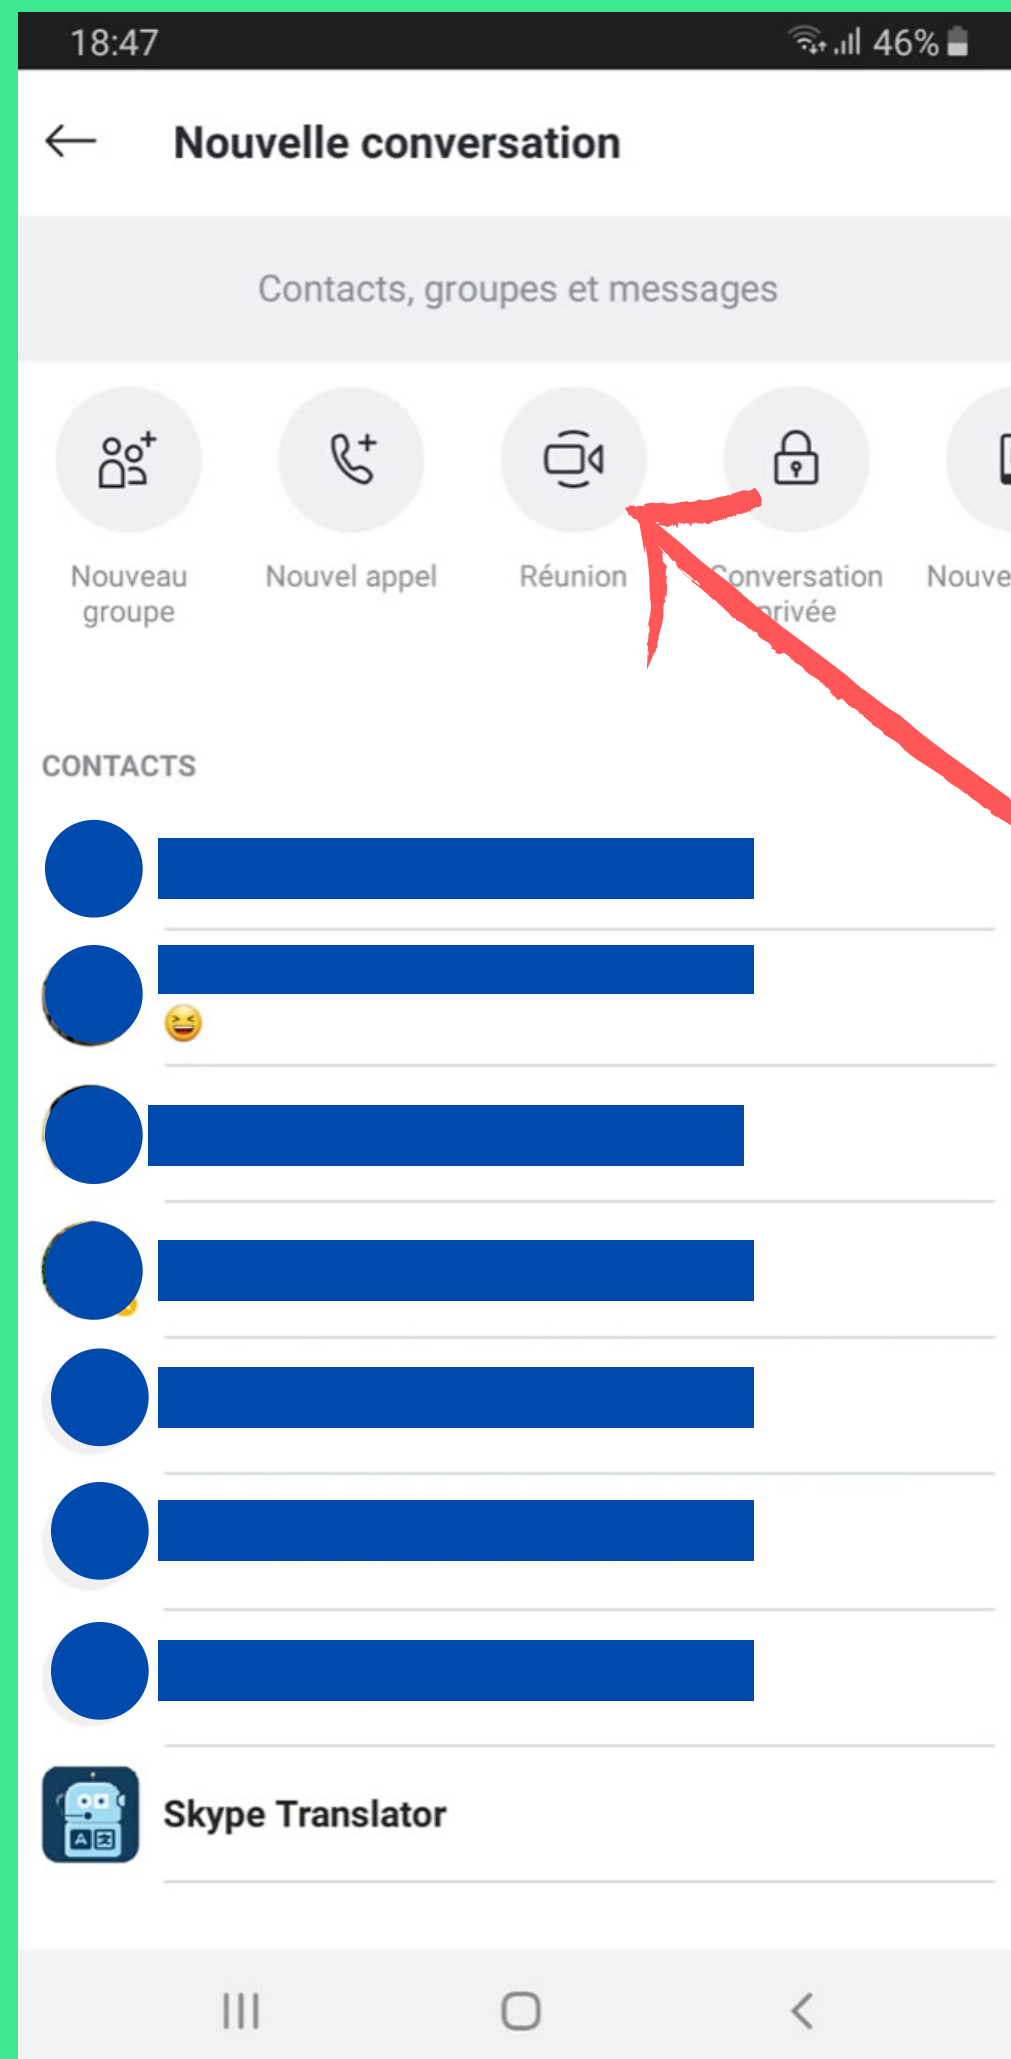 18:47
46%
Nouvelle conversation
Contacts, groupes et messages
Nouveau
groupe
Nouvel appel
Réunion
Conversation
privée
Nouve
CONTACTS
Skype Translator
A 文